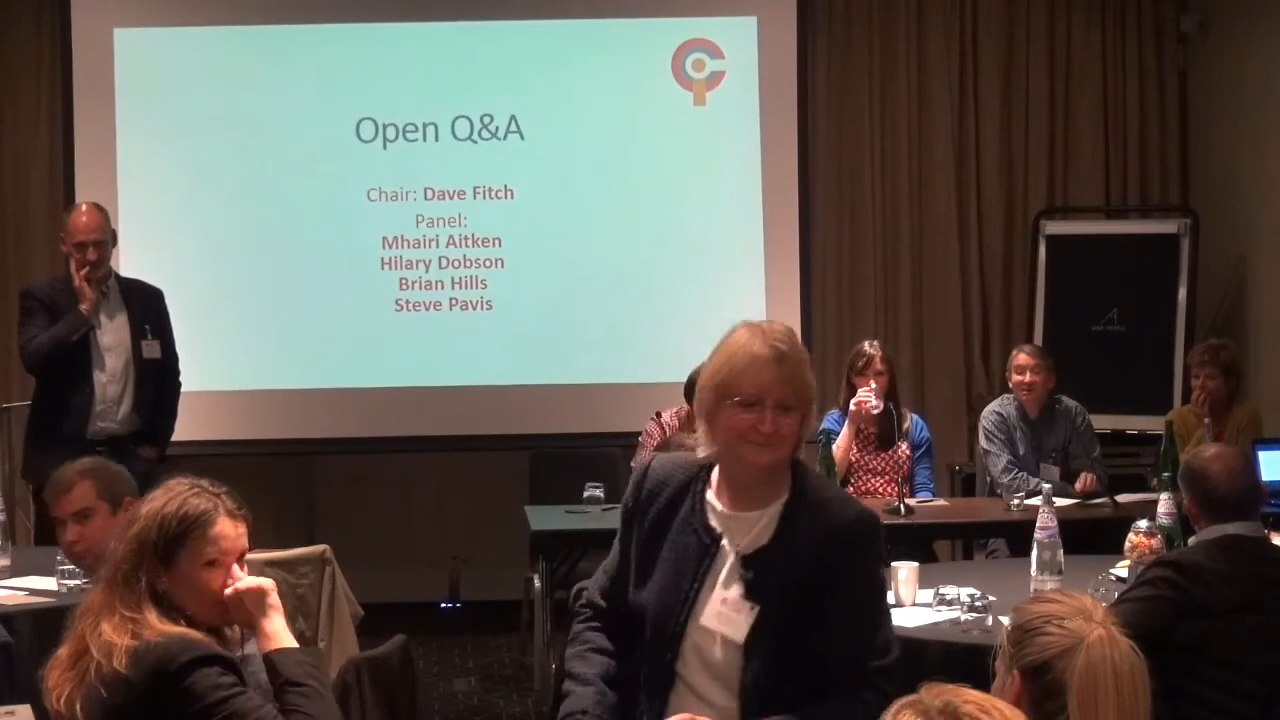 Open Q&A
Chair: Dave Fitch
Panel:
Mhairi Aitken
Hilary Dobson
Brian Hills
Steve Pavis